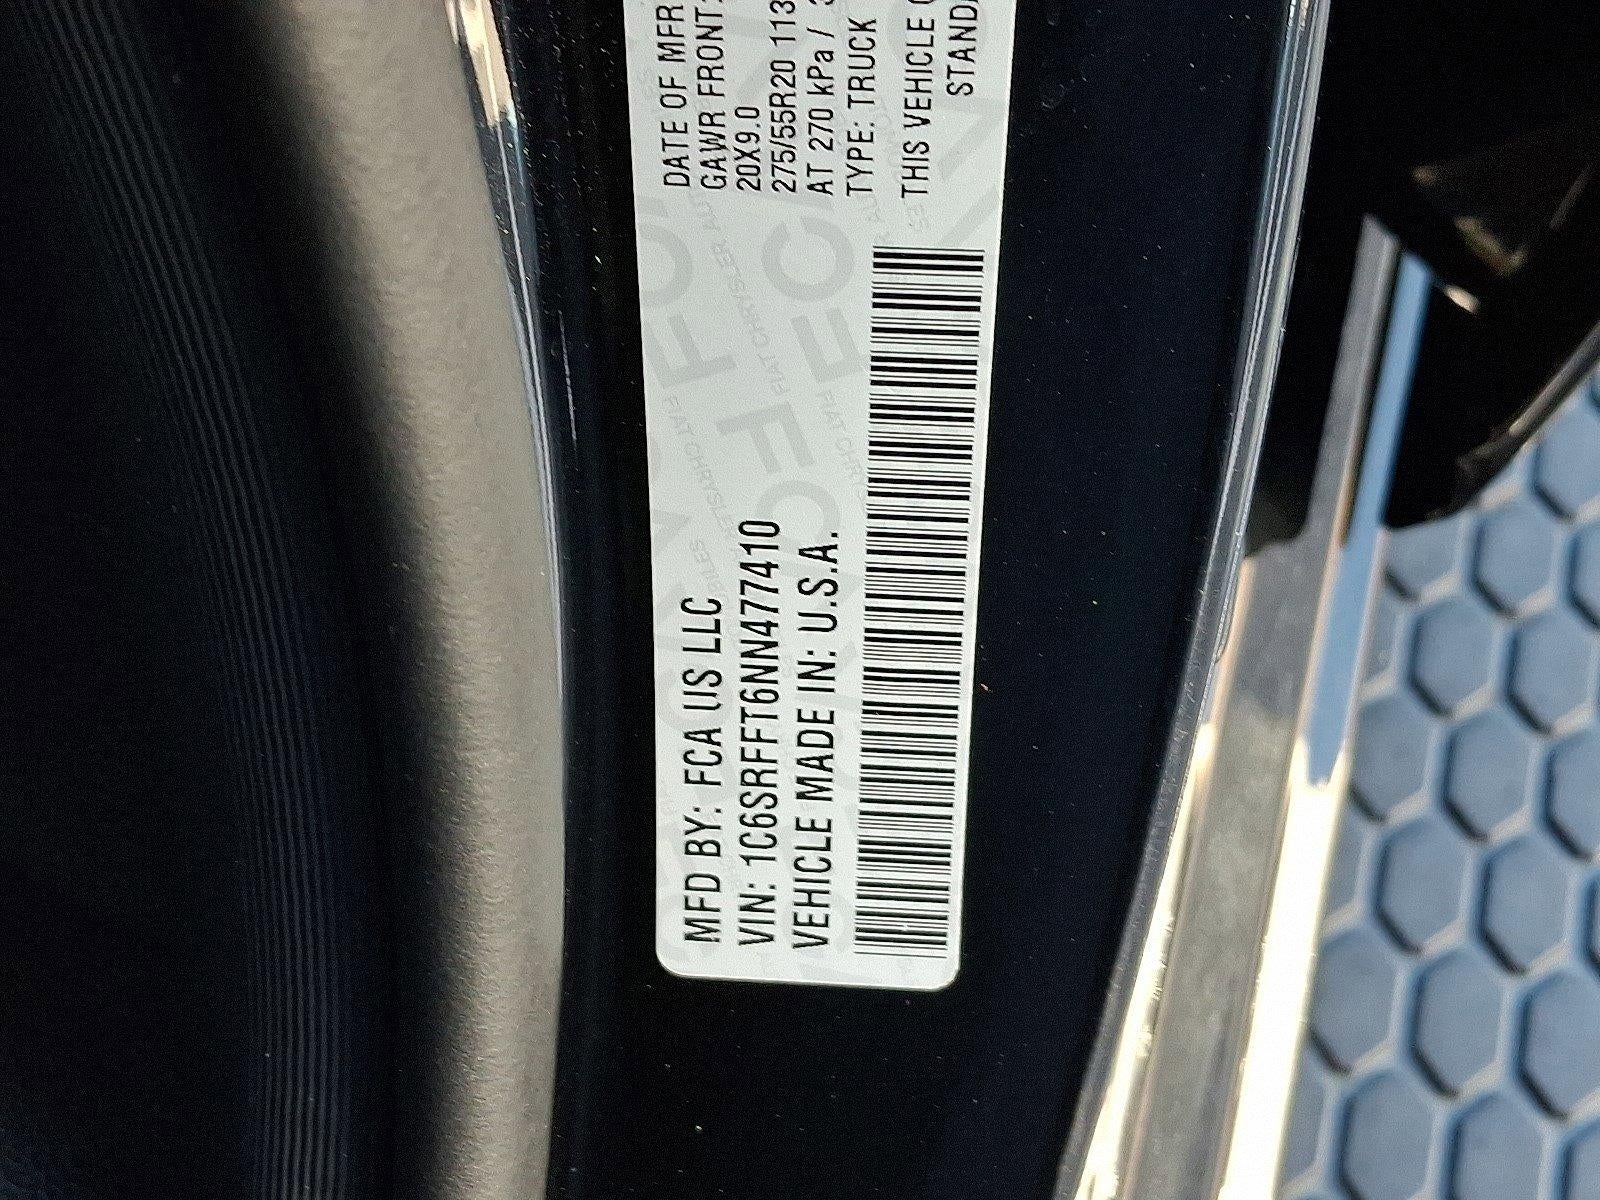 MFD BY: FCA US LLC
VIN: 1C6SRFFT6NN477410
VEHICLE MADE IN: U.S.A.
DATE OF MFR
GAWR FRONT:
20X9.0
275/55R20 113
AT 270 kPa /
TYPE: TRUCK
THIS VEHICLE
STANDA